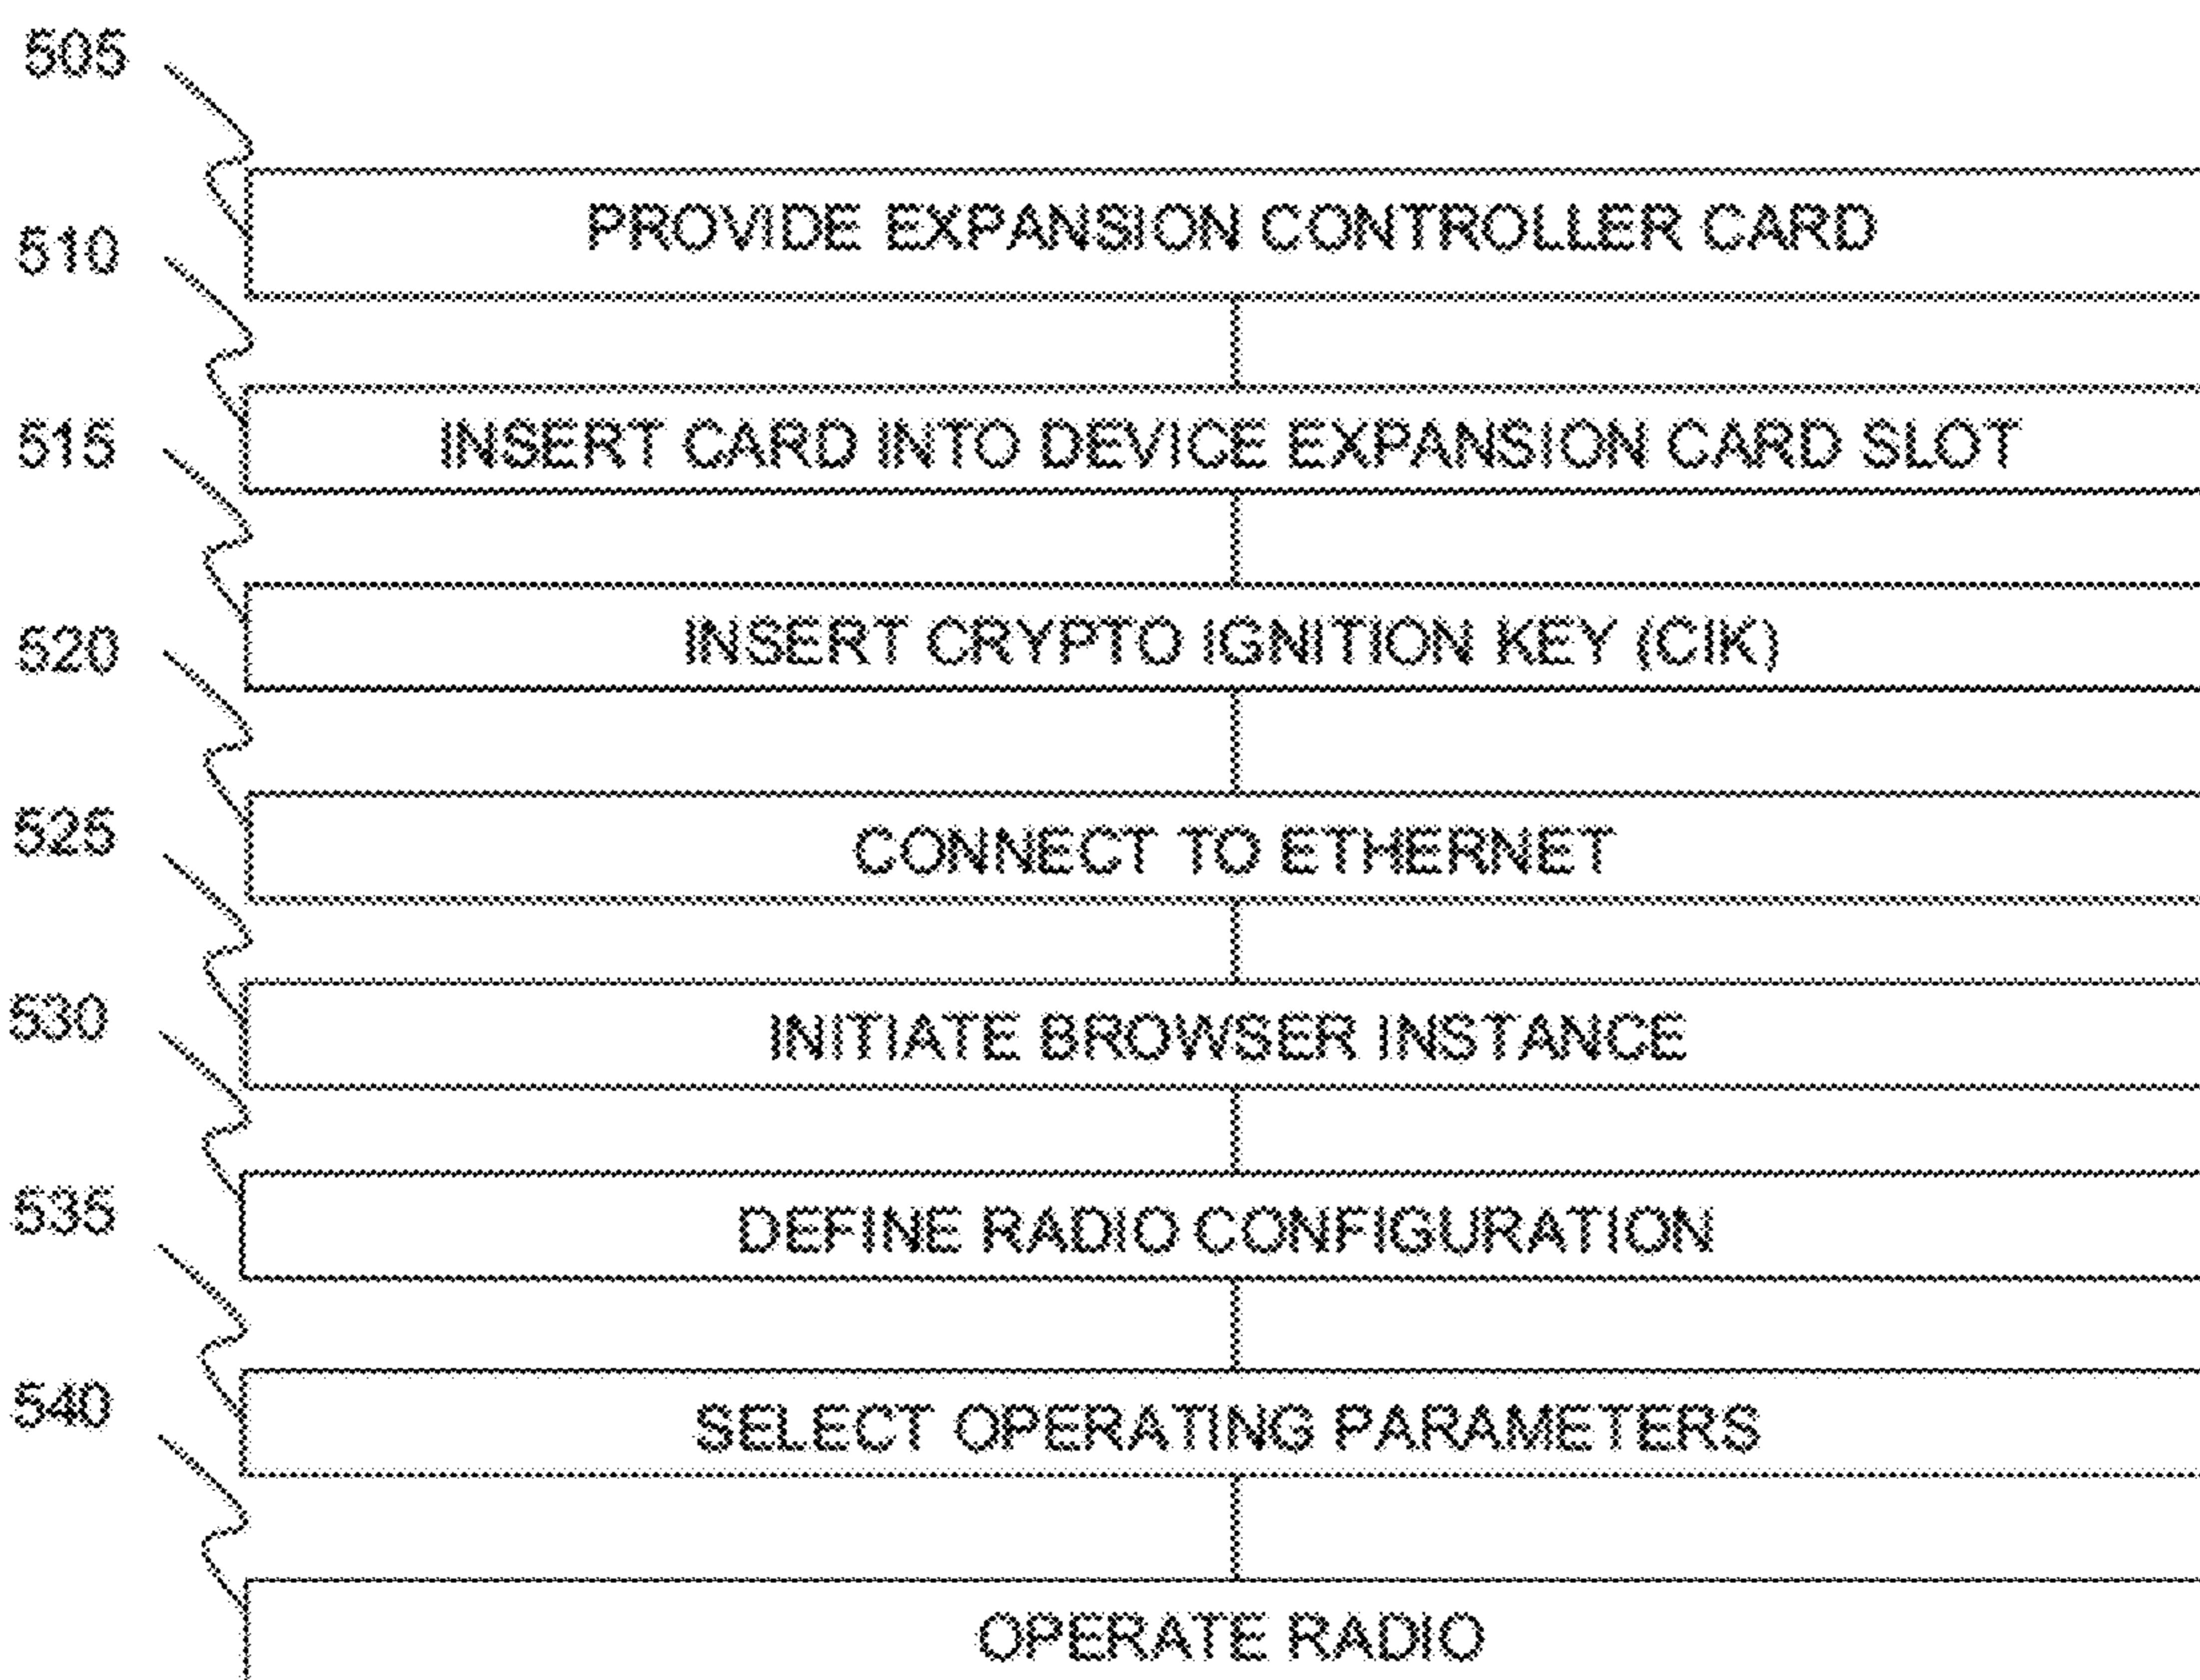 505
PROVIDE EXPANSION CONTROLLER CARD
510
INSERT CARD INTO DEVICE EXPANSION CARD SLOT
515
INSERT CRYPTO IGNITION KEY (CIK)
520
CONNECT TO ETHERNET
525
INITIATE BROWSER INSTANCE
530
DEFINE RADIO CONFIGURATION
535
SELECT OPERATING PARAMETERS
540
OPERATE RADIO